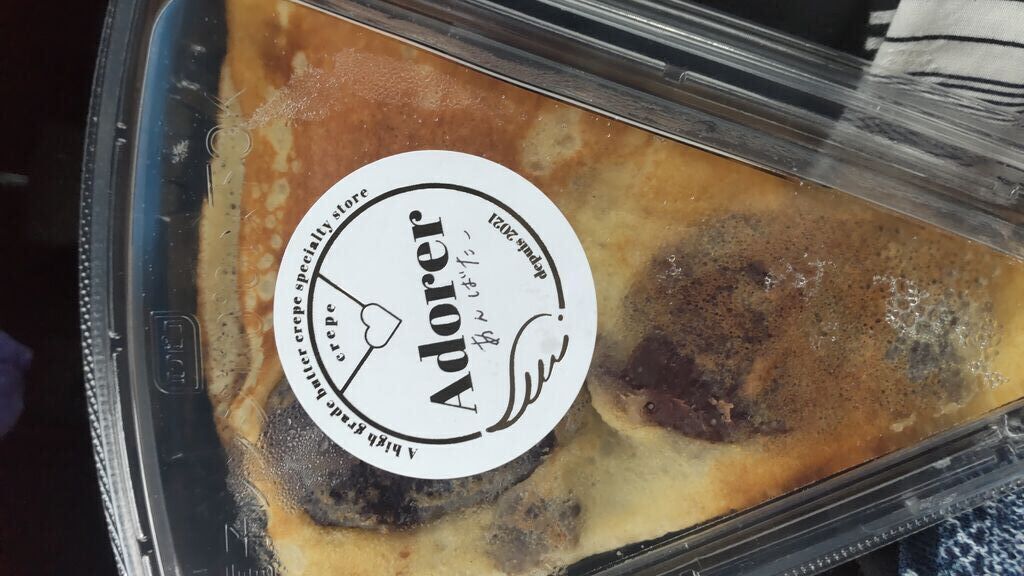 A high grade butter crepe specialty store
crepe
Adorer
あんばたー
depuis 2021